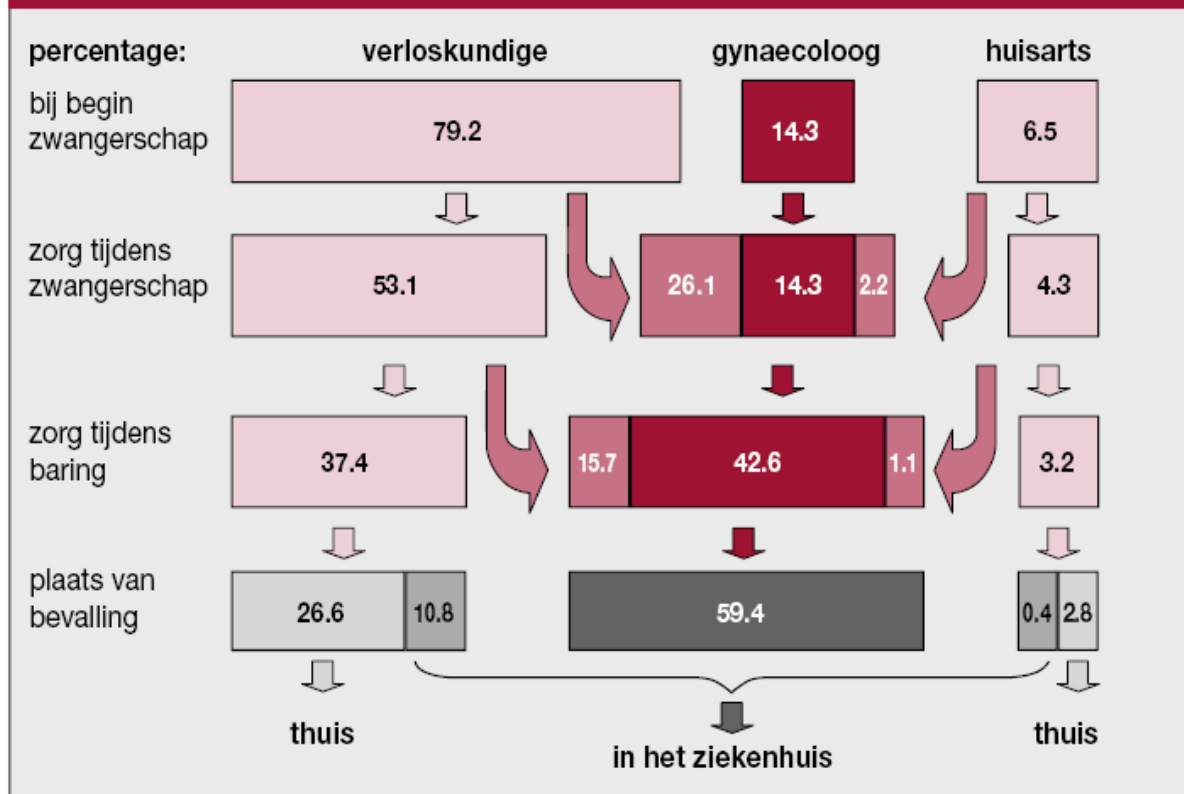 percentage:
verloskundige
gynaecoloog
huisarts
bij begin
zwangerschap
79.2
14.3
6.5
zorg tijdens
zwangerschap
53.1
26.1
14.3
2.2
4.3
zorg tijdens
baring
37.4
15.7
42.6
1.1
3.2
plaats van
bevalling
26.6
10.8
59.4
0.4
2.8
thuis
in het ziekenhuis
thuis